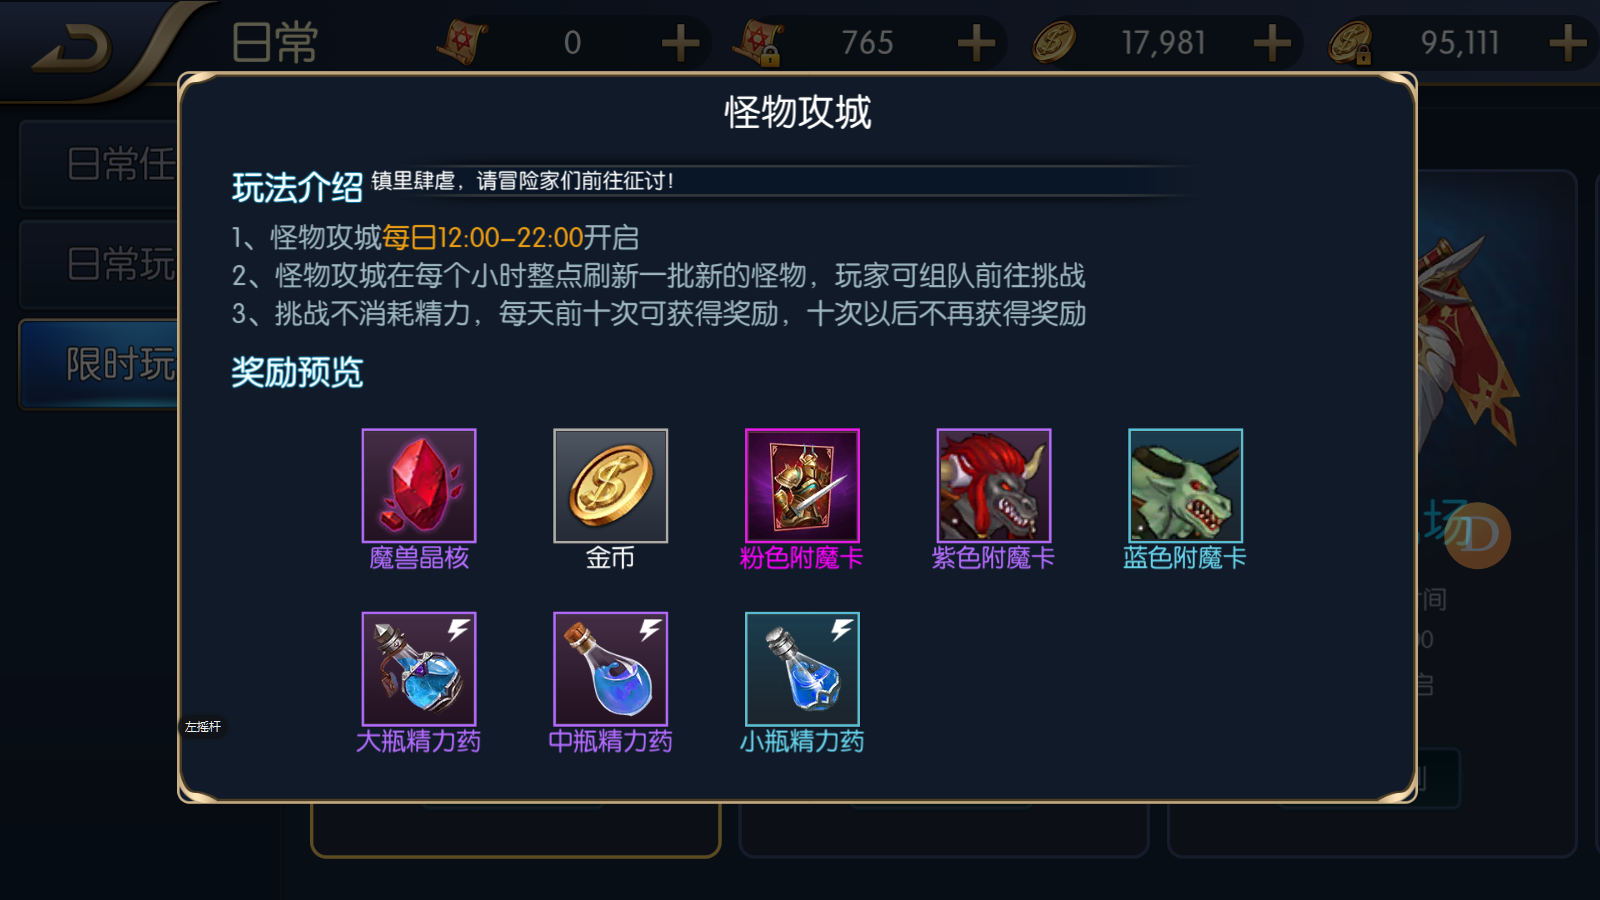 日常
0
765
17,981
95,111
怪物攻城
日常任
日常玩
限时玩
玩法介绍
镇里肆虐，请冒险家们前往征讨！
1、怪物攻城每日12:00-22:00开启
2、怪物攻城在每个小时整点刷新一批新的怪物，玩家可组队前往挑战
3、挑战不消耗精力，每天前十次可获得奖励，十次以后不再获得奖励
奖励预览
魔兽晶核
金币
粉色附魔卡
紫色附魔卡
蓝色附魔卡
场
D
间
启
大瓶精力药
中瓶精力药
小瓶精力药
左摇杆